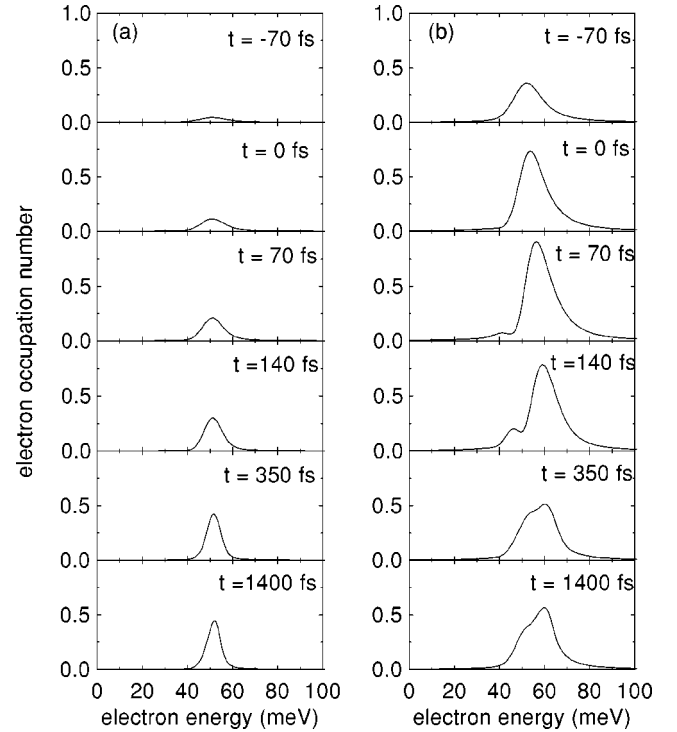 electron occupation number
(a)
1.0
0.5
0.0
t = -70 fs
0.5
0.0
t = 0 fs
0.5
0.0
t = 70 fs
0.5
0.0
t =140 fs
0.5
0.0
t = 350 fs
0.5
0.0
t =1400 fs
0 20 40 60 80 100
electron energy (meV)
(b)
1.0
0.5
0.0
t = -70 fs
0.5
0.0
t = 0 fs
0.5
0.0
t = 70 fs
0.5
0.0
t =140 fs
0.5
0.0
t = 350 fs
0.5
0.0
t = 1400 fs
0 20 40 60 80 100
electron energy (meV)